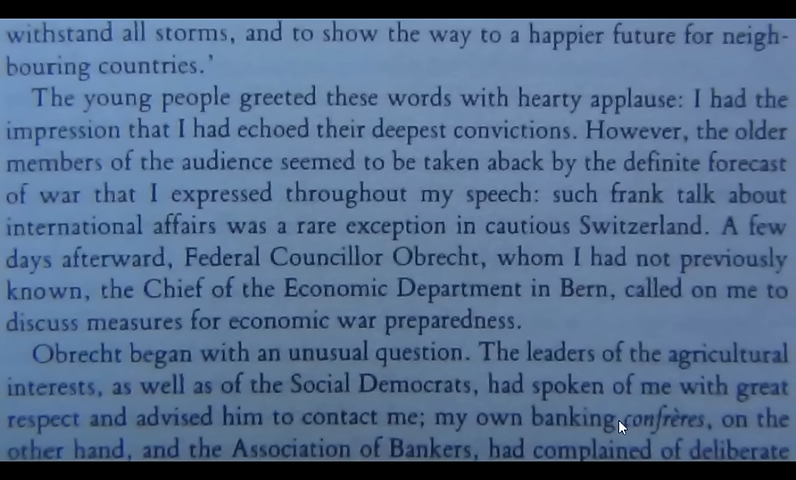 withstand all storms, and to show the way to a happier future for neigh-
bouring countries.'
The young people greeted these words with hearty applause: I had the
impression that I had echoed their deepest convictions. However, the older
members of the audience seemed to be taken aback by the definite forecast
of war that I expressed throughout my speech: such frank talk about
international affairs was a rare exception in cautious Switzerland. A few
days afterward, Federal Councillor Obrecht, whom I had not previously
known, the Chief of the Economic Department in Bern, called on me to
discuss measures for economic war preparedness.
Obrecht began with an unusual question. The leaders of the agricultural
interests, as well as of the Social Democrats, had spoken of me with great
respect and advised him to contact me; my own banking confrères, on the
other hand, and the Association of Bankers, had complained of deliberate